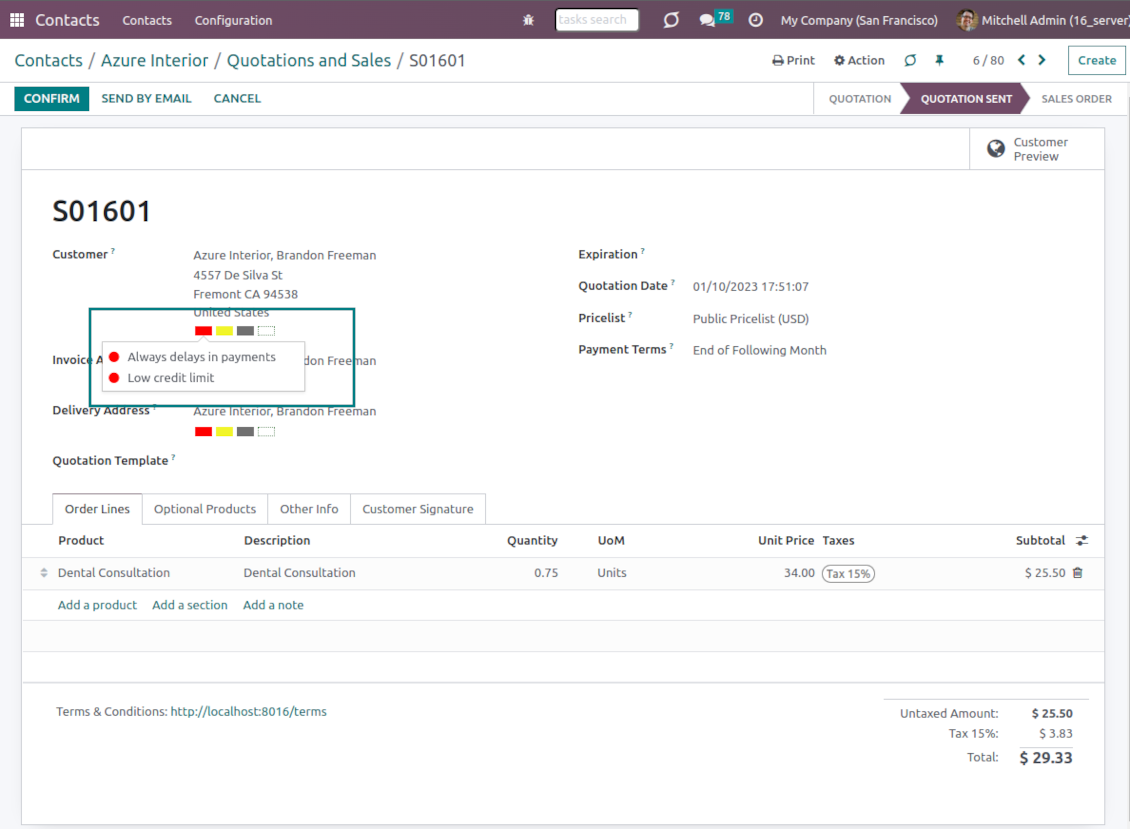 Contacts Contacts Configuration tasks search 78 My Company (San Francisco) Mitchell Admin (16_server)
Contacts / Azure Interior / Quotations and Sales / S01601 Print Action 6 / 80 Create
CONFIRM SEND BY EMAIL CANCEL QUOTATION QUOTATION SENT SALES ORDER
Customer
Preview
S01601
Customer ? Azure Interior, Brandon Freeman
4557 De Silva St
Fremont CA 94538
United States
Expiration ?
Quotation Date ? 01/10/2023 17:51:07
Pricelist ? Public Pricelist (USD)
Payment Terms ? End of Following Month
Always delays in payments
Low credit limit
Invoice A don Freeman
Delivery Address ? Azure Interior, Brandon Freeman
Quotation Template ?
Order Lines Optional Products Other Info Customer Signature
Product Description Quantity UoM Unit Price Taxes Subtotal
Dental Consultation Dental Consultation 0.75 Units 34.00 Tax 15% $ 25.50
Add a product Add a section Add a note
Terms & Conditions: http://localhost:8016/terms
Untaxed Amount: $ 25.50
Tax 15%: $ 3.83
Total: $ 29.33